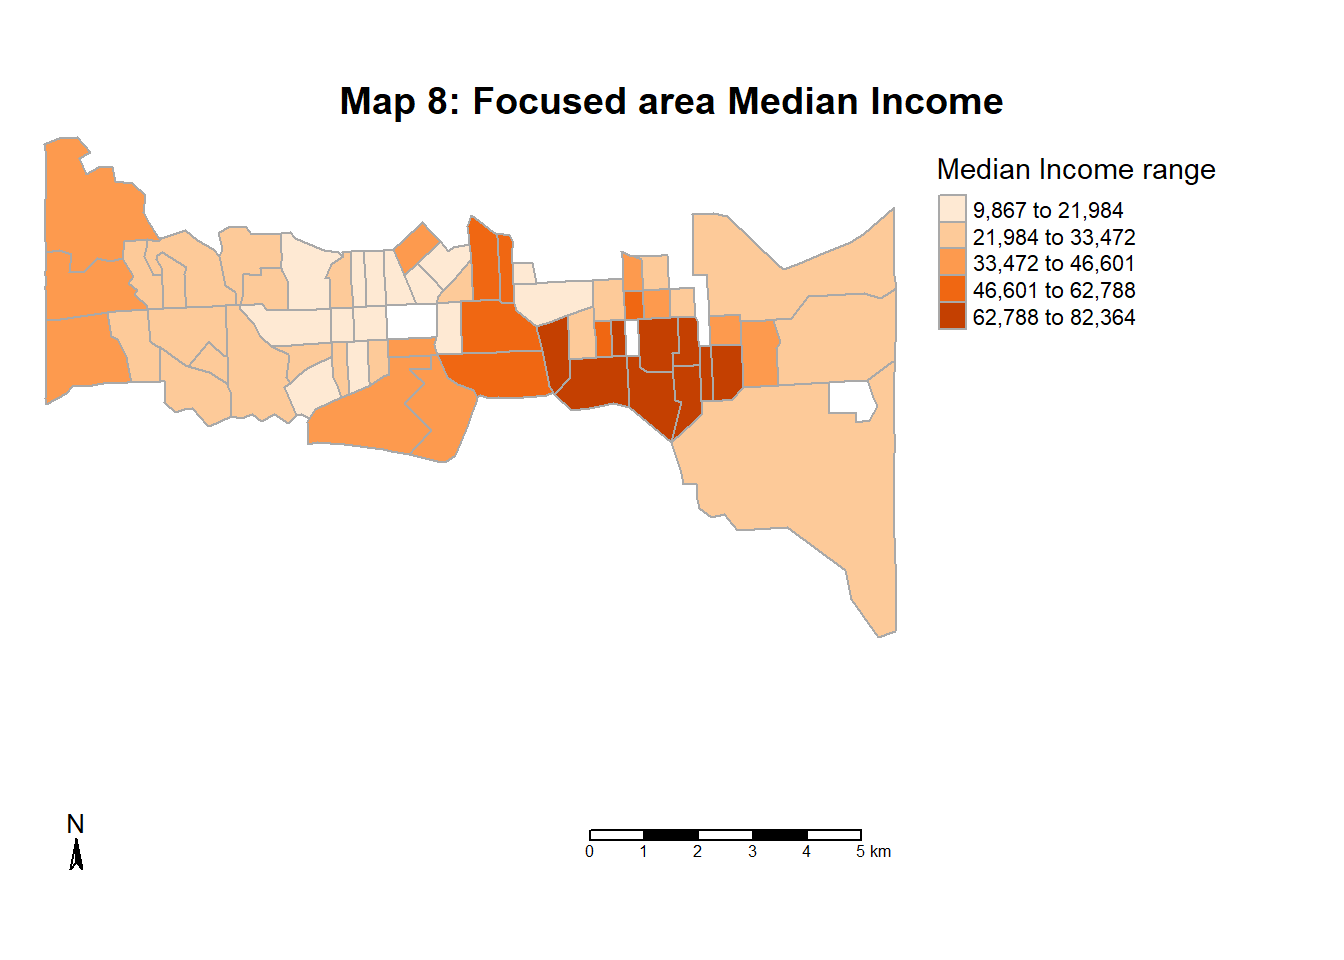 Map 8: Focused area Median Income
Median Income range
9,867 to 21,984
21,984 to 33,472
33,472 to 46,601
46,601 to 62,788
62,788 to 82,364
N
0 1 2 3 4 5 km